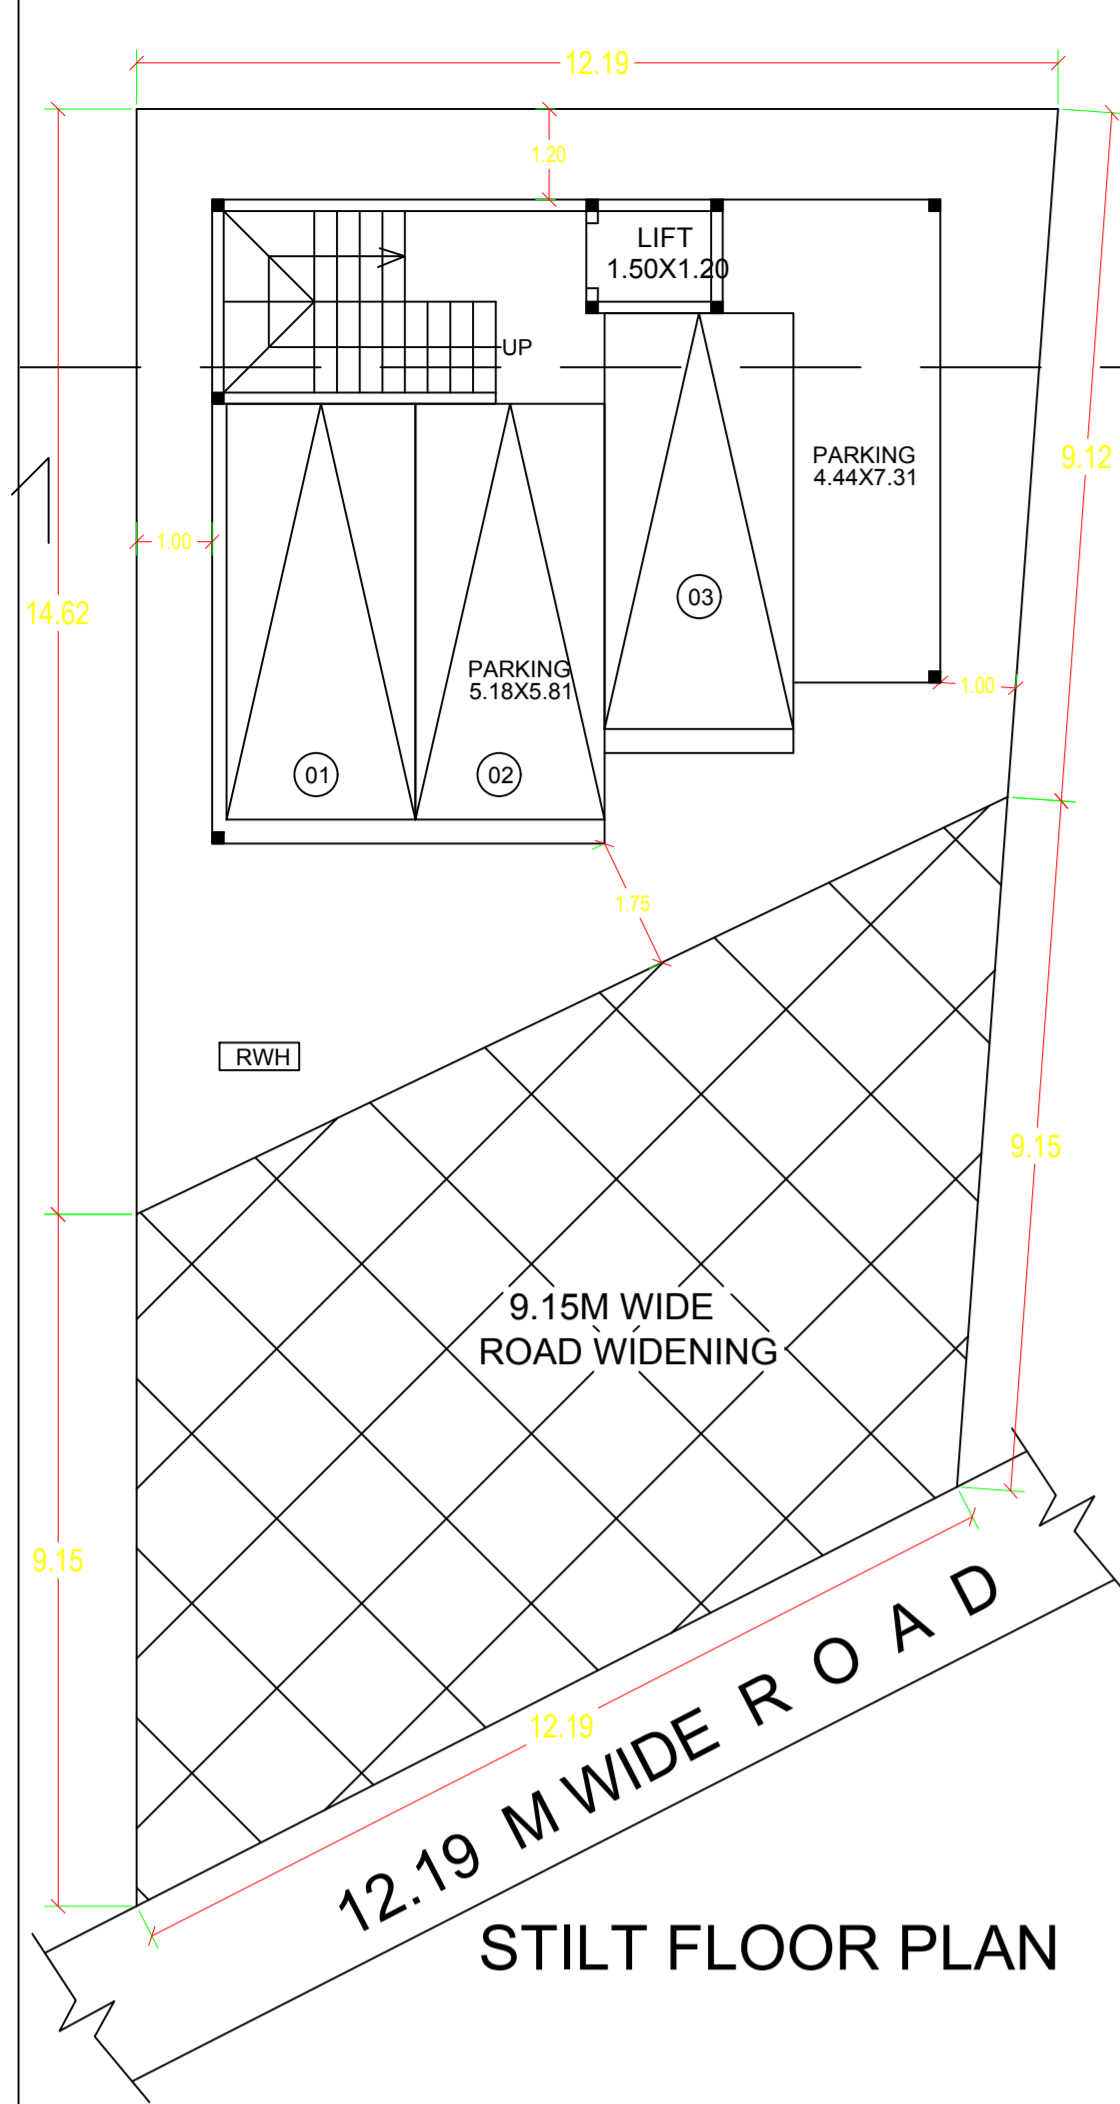 12.19
1.20
LIFT
1.50X1.20
UP
PARKING
4.44X7.31
9.12
1.00
14.62
03
PARKING
5.18X5.81
1.00
01
02
1.75
RWH
9.15
9.15M WIDE
ROAD WIDENING
9.15
12.19
12.19 M WIDE R O A D
STILT FLOOR PLAN